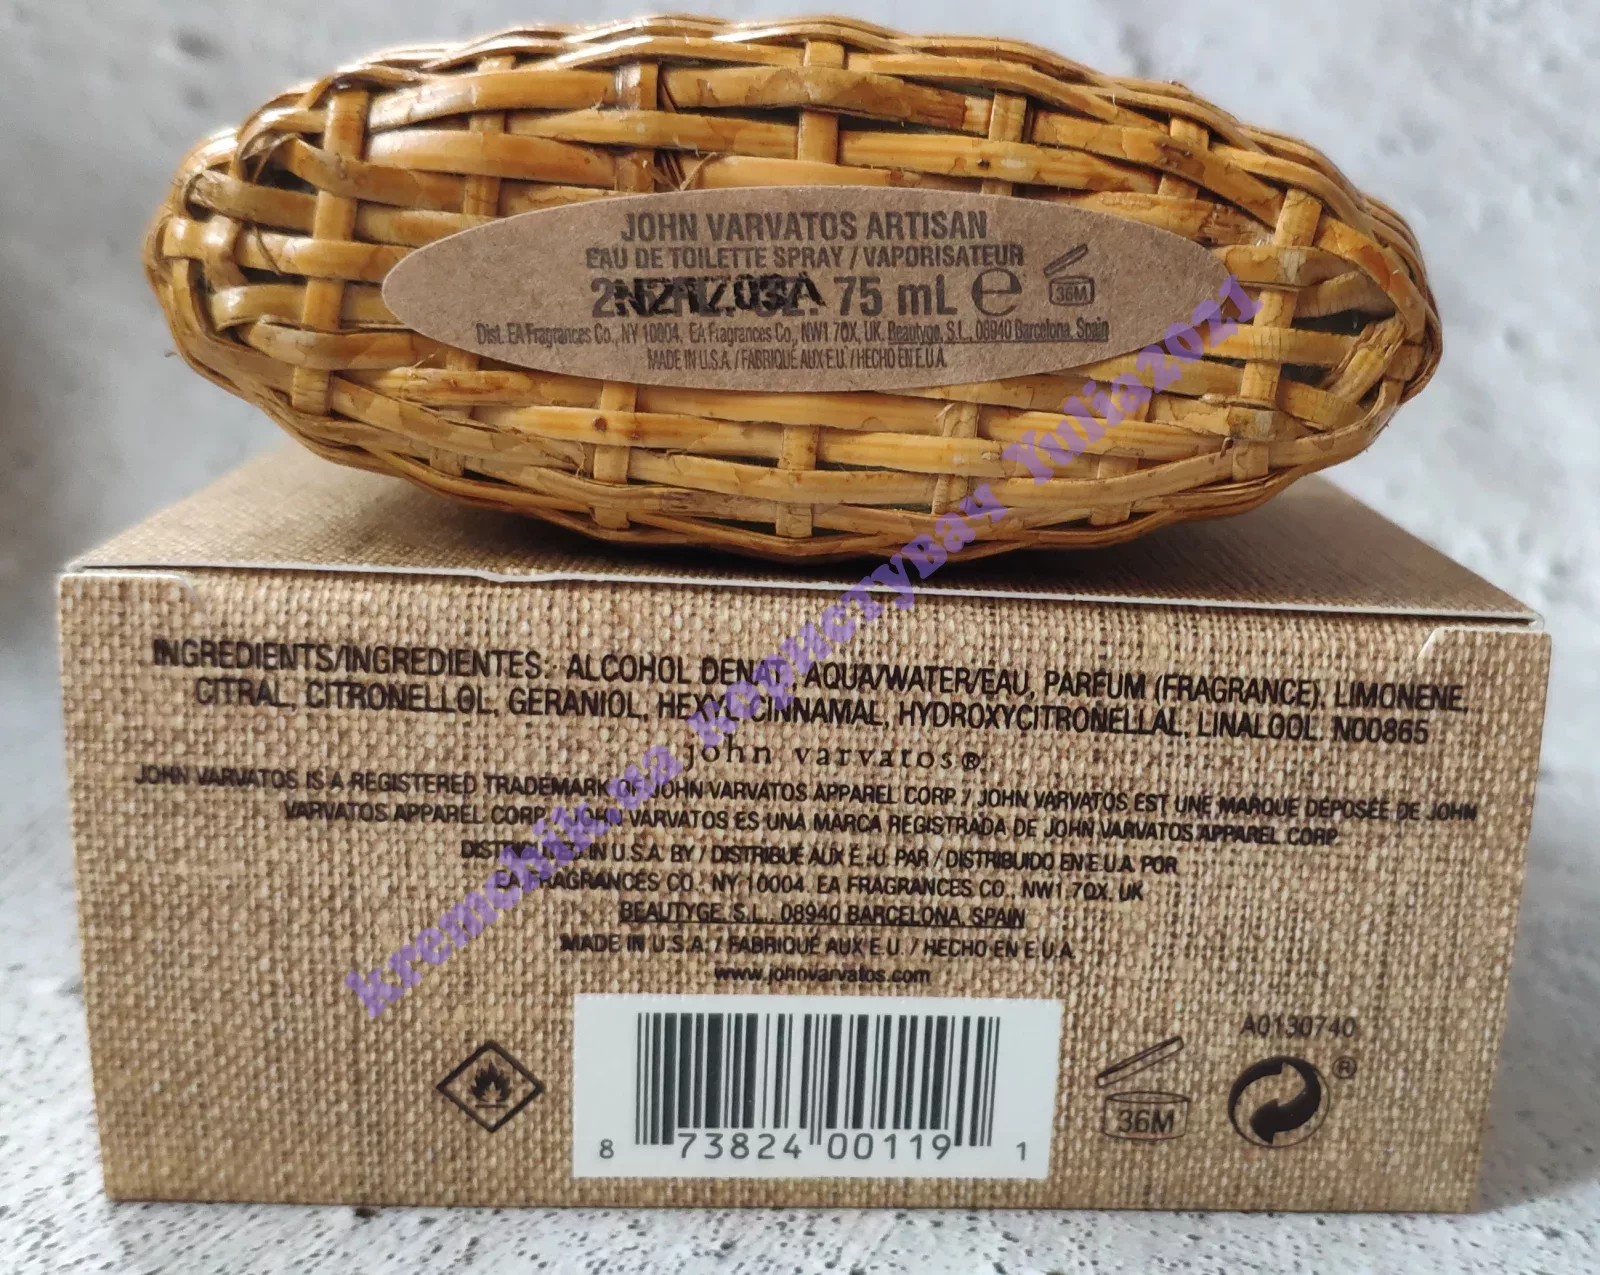 JOHN VARVATOS ARTISAN
EAU DE TOILETTE SPRAY / VAPORISATEUR
75 mL e 36M
Dist. EA Fragrances Co., NY 10004, EA Fragrances Co., NW1 7QX, UK. Beautyge, S.L., 08940 Barcelona, Spain
MADE IN U.S.A. / FABRIQUÉ AUX E.U. / HECHO EN E.U.A.
INGREDIENTS/INGREDIENTES: ALCOHOL DENAT., AQUA/WATER/EAU, PARFUM (FRAGRANCE), LIMONENE,
CITRAL, CITRONELLOL, GERANIOL, HEXYL CINNAMAL, HYDROXYCITRONELLAL, LINALOOL. N00865
john varvatos®
JOHN VARVATOS IS A REGISTERED TRADEMARK OF JOHN VARVATOS APPAREL CORP. / JOHN VARVATOS EST UNE MARQUE DÉPOSÉE DE JOHN
VARVATOS APPAREL CORP. / JOHN VARVATOS ES UNA MARCA REGISTRADA DE JOHN VARVATOS APPAREL CORP.
DISTRIBUTED IN U.S.A. BY / DISTRIBUÉ AUX É.-U. PAR / DISTRIBUIDO EN E.U.A. POR
EA FRAGRANCES CO., NY 10004. EA FRAGRANCES CO., NW1 7QX, UK
BEAUTYGE, S.L., 08940 BARCELONA, SPAIN
MADE IN U.S.A. / FABRIQUÉ AUX E.U. / HECHO EN E.U.A.
www.johnvarvatos.com
A0130740
®
36M
8 73824 00119 1
kremchik.ua Yulia2021